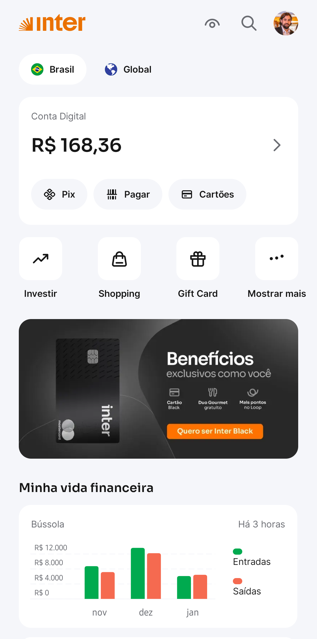 inter
Brasil Global
Conta Digital
R$ 168,36
Pix Pagar Cartões
Investir Shopping Gift Card Mostrar mais
Benefícios
exclusivos como você
Cartão Black
Duo Gourmet gratuito
Mais pontos no Loop
Quero ser Inter Black
inter
Minha vida financeira
Bússola Há 3 horas
R$ 12.000
R$ 8.000
R$ 4.000
R$ 0
nov dez jan
Entradas
Saídas